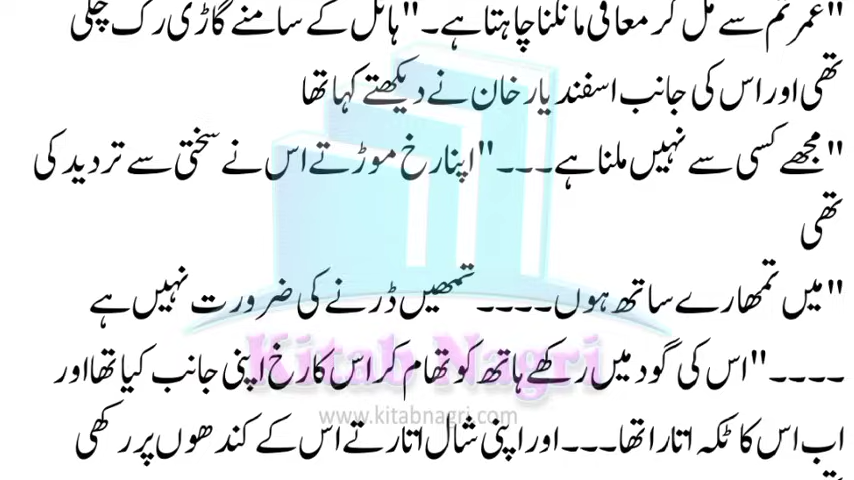 "عمر تم سے مل کر معافی مانگنا چاہتا ہے۔" ہاٹل کے سامنے گاڑی رک چکی
تھی اور اس کی جانب اسفند یار خان نے دیکھتے کہا تھا
"مجھے کسی سے نہیں ملنا ہے۔۔۔" اپنا رخ موڑتے اس نے سختی سے تردید کی
تھی
"میں تمھارے ساتھ ہوں۔۔۔۔ تمھیں ڈرنے کی ضرورت نہیں ہے
۔۔۔۔" اس کی گود میں رکھے ہاتھ کو تھام کر اس کا رخ اپنی جانب کیا تھا اور
Kitab Nagri
www.kitabnagri.com
اب اس کا ٹکہ اتارا تھا۔۔۔ اور اپنی شال اتارتے اس کے کندھوں پر رکھی